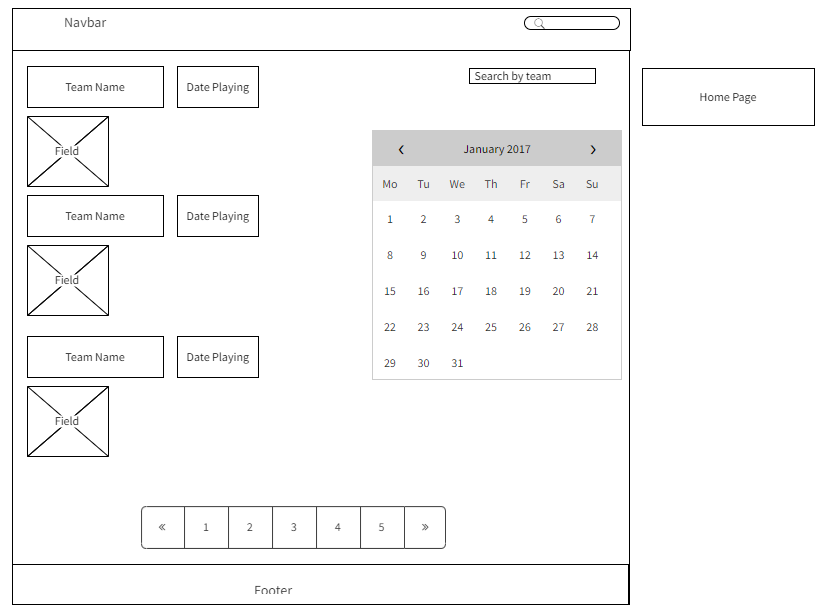 Navbar
Team Name
Date Playing
Search by team
Home Page
Field
‹ January 2017 ›
Mo Tu We Th Fr Sa Su
1 2 3 4 5 6 7
8 9 10 11 12 13 14
15 16 17 18 19 20 21
22 23 24 25 26 27 28
29 30 31
Team Name
Date Playing
Field
Team Name
Date Playing
Field
« 1 2 3 4 5 »
Footer